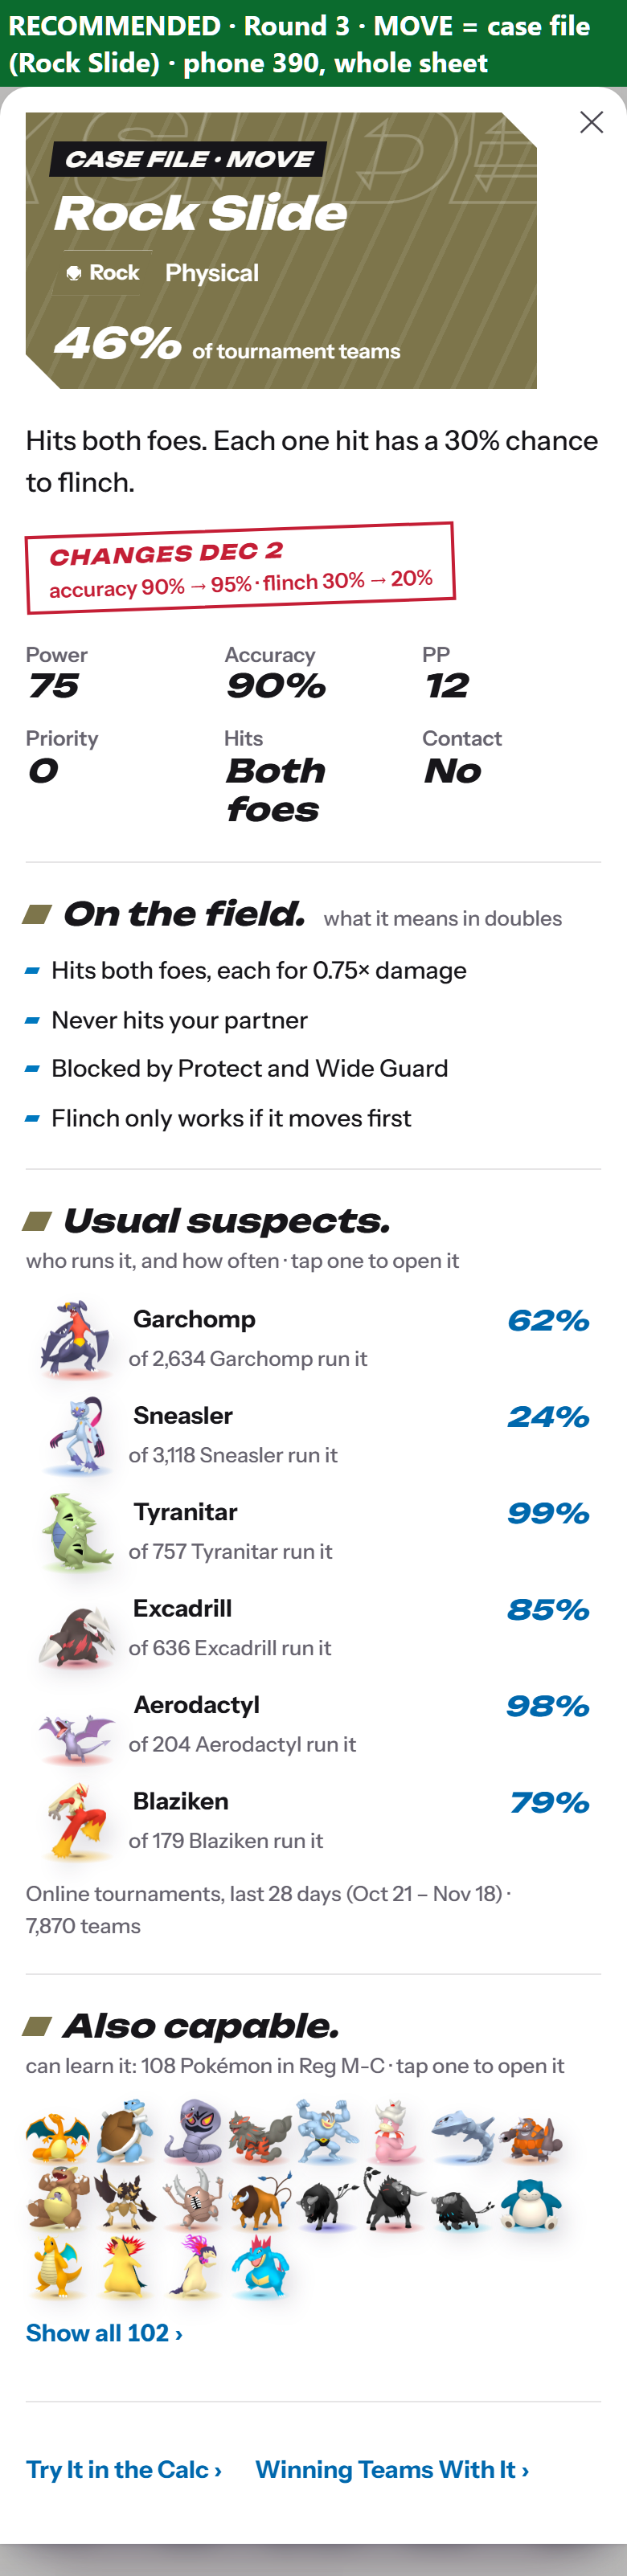 RECOMMENDED · Round 3 · MOVE = case file
(Rock Slide) · phone 390, whole sheet
CASE FILE · MOVE
Rock Slide
Rock Physical
46% of tournament teams
Hits both foes. Each one hit has a 30% chance
to flinch.
CHANGES DEC 2
accuracy 90% → 95% · flinch 30% → 20%
Power Accuracy PP
75 90% 12
Priority Hits Contact
0 Both No
foes
On the field. what it means in doubles
Hits both foes, each for 0.75× damage
Never hits your partner
Blocked by Protect and Wide Guard
Flinch only works if it moves first
Usual suspects.
who runs it, and how often · tap one to open it
Garchomp 62%
of 2,634 Garchomp run it
Sneasler 24%
of 3,118 Sneasler run it
Tyranitar 99%
of 757 Tyranitar run it
Excadrill 85%
of 636 Excadrill run it
Aerodactyl 98%
of 204 Aerodactyl run it
Blaziken 79%
of 179 Blaziken run it
Online tournaments, last 28 days (Oct 21 – Nov 18) ·
7,870 teams
Also capable.
can learn it: 108 Pokémon in Reg M-C · tap one to open it
Show all 102 ›
Try It in the Calc › Winning Teams With It ›